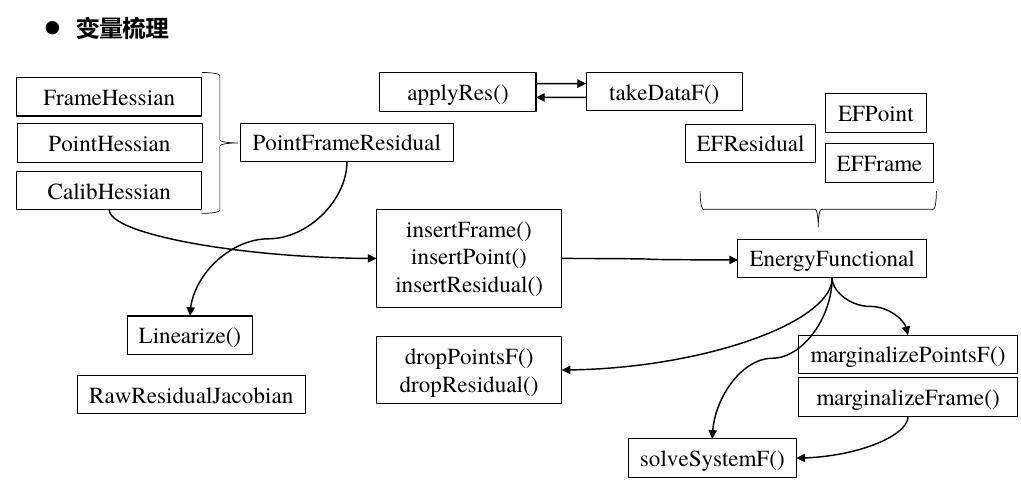 ● 变量梳理
FrameHessian
PointHessian
CalibHessian
PointFrameResidual
applyRes()
takeDataF()
EFResidual
EFPoint
EFFrame
insertFrame()
insertPoint()
insertResidual()
EnergyFunctional
Linearize()
RawResidualJacobian
dropPointsF()
dropResidual()
marginalizePointsF()
marginalizeFrame()
solveSystemF()